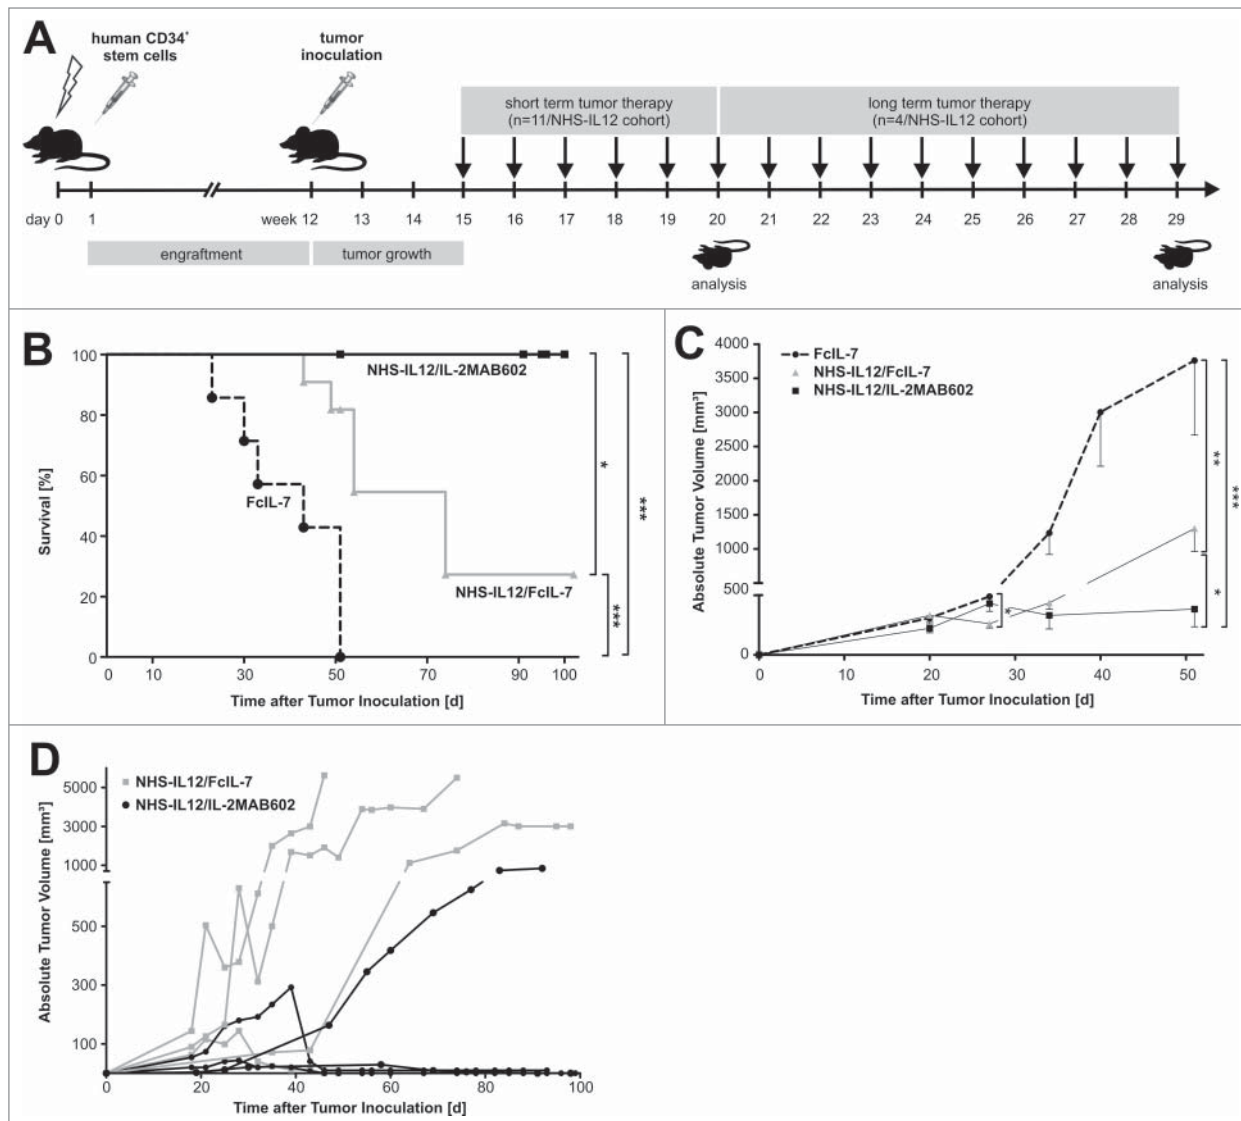 A
human CD34+
stem cells
tumor
inoculation
short term tumor therapy
(n=11/NHS-IL12 cohort)
long term tumor therapy
(n=4/NHS-IL12 cohort)
day 0 1 week 12 13 14 15 16 17 18 19 20 21 22 23 24 25 26 27 28 29
engraftment
tumor growth
analysis
analysis
B
100
80
60
40
20
0
Survival [%]
NHS-IL12/IL-2MAB602
FcIL-7
NHS-IL12/FcIL-7
*
***
***
0 10 30 50 70 90 100
Time after Tumor Inoculation [d]
C
FcIL-7
NHS-IL12/FcIL-7
NHS-IL12/IL-2MAB602
4000
3500
3000
2500
2000
1500
1000
500
0
Absolute Tumor Volume [mm³]
*
**
***
*
0 10 20 30 40 50
Time after Tumor Inoculation [d]
D
NHS-IL12/FcIL-7
NHS-IL12/IL-2MAB602
5000
3000
1000
500
300
100
Absolute Tumor Volume [mm³]
0 20 40 60 80 100
Time after Tumor Inoculation [d]